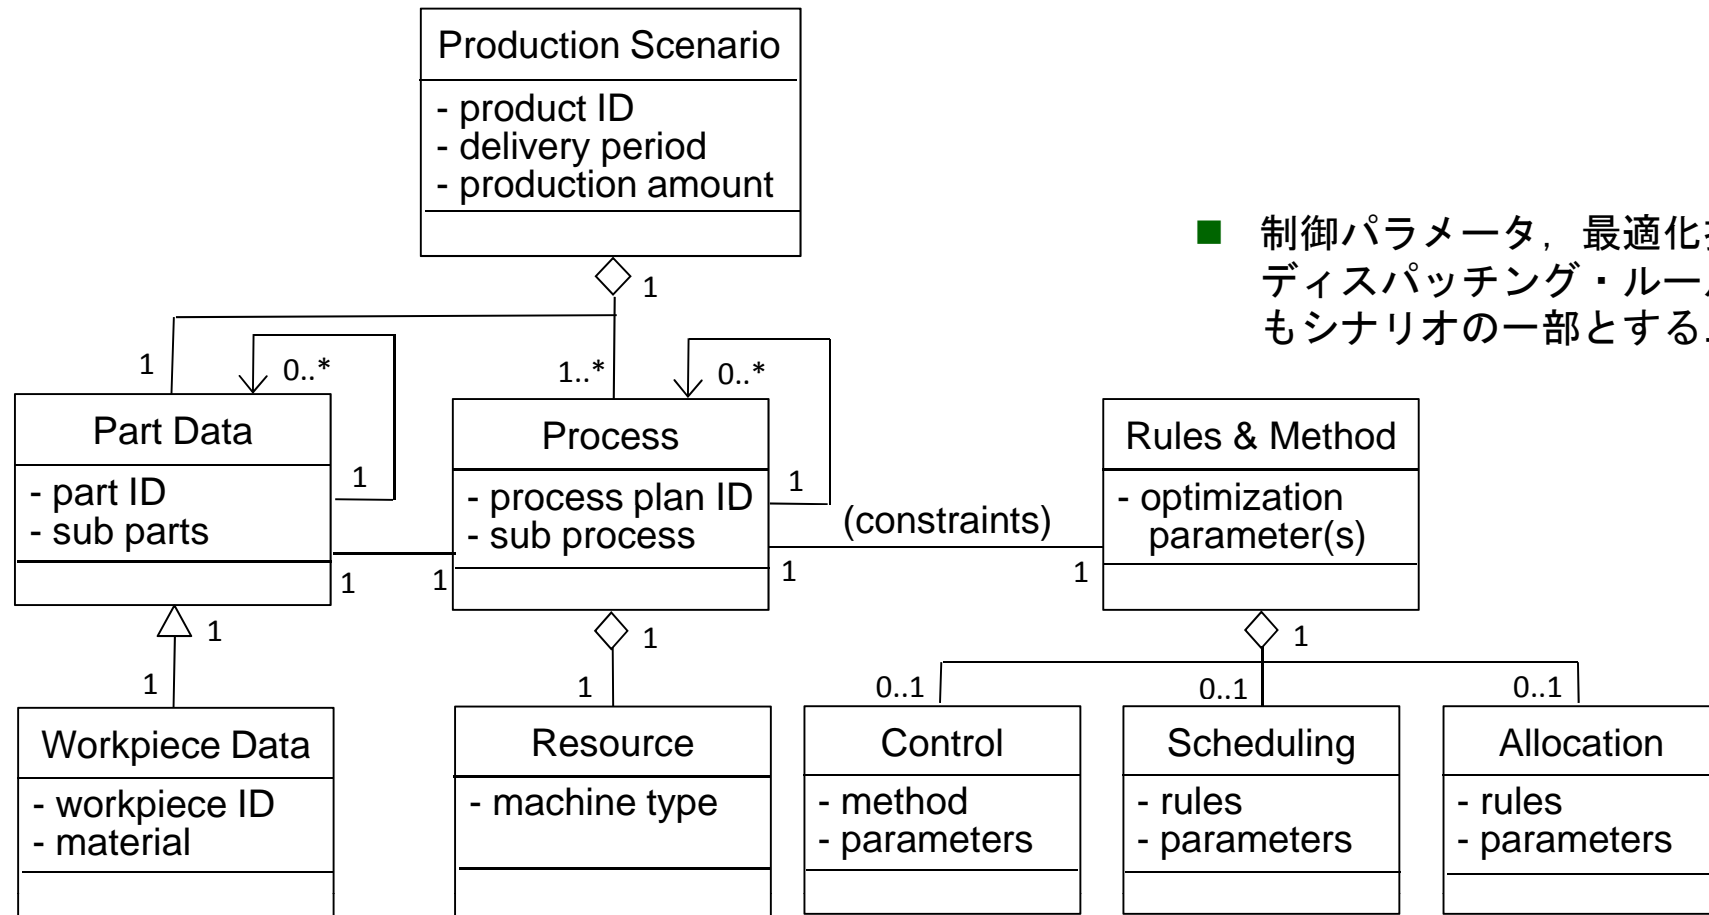 Production Scenario
- product ID
- delivery period
- production amount
1
■ 制御パラメータ，最適化
ディスパッチング・ルー
もシナリオの一部とする.
1
0..*
1..*
0..*
Part Data
- part ID
- sub parts
1
1
Process
- process plan ID
- sub process
1
1
(constraints)
1
1
Rules & Method
- optimization
parameter(s)
1
1
1
1
1
0..1
0..1
0..1
Workpiece Data
- workpiece ID
- material
Resource
- machine type
Control
- method
- parameters
Scheduling
- rules
- parameters
Allocation
- rules
- parameters